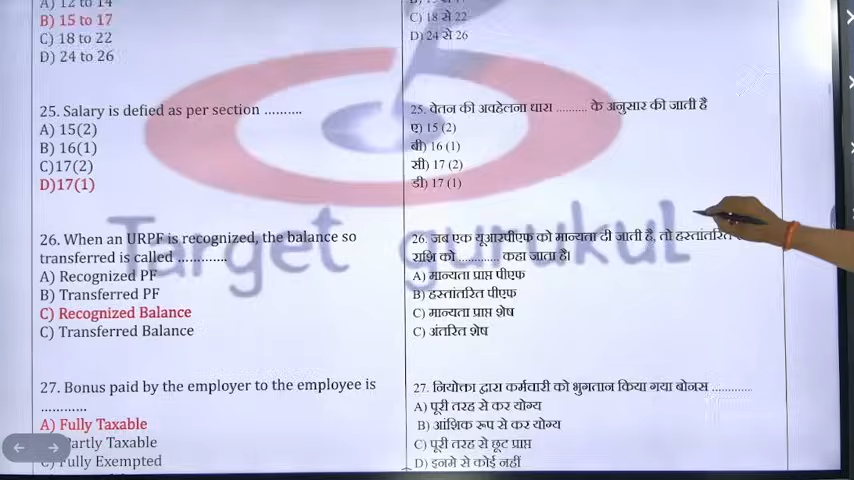 A) 12 to 14
B) 15 to 17
C) 18 to 22
D) 24 to 26
25. Salary is defied as per section ..........
A) 15(2)
B) 16(1)
C)17(2)
D)17(1)
26. When an URPF is recognized, the balance so
transferred is called .............
A) Recognized PF
B) Transferred PF
C) Recognized Balance
C) Transferred Balance
27. Bonus paid by the employer to the employee is
............
A) Fully Taxable
Partly Taxable
Fully Exempted
C) 18 से 22
D) 24 से 26
25. वेतन की अवहेलना धारा .......... के अनुसार की जाती है
ए) 15 (2)
बी) 16 (1)
सी) 17 (2)
डी) 17 (1)
26. जब एक यूआरपीएफ को मान्यता दी जाती है, तो हस्तांतरित
राशि को ............ कहा जाता है।
A) मान्यता प्राप्त पीएफ
B) हस्तांतरित पीएफ
C) मान्यता प्राप्त शेष
C) अंतरित शेष
27. नियोक्ता द्वारा कर्मचारी को भुगतान किया गया बोनस ............
A) पूरी तरह से कर योग्य
B) आंशिक रूप से कर योग्य
C) पूरी तरह से छूट प्राप्त
D) इनमे से कोई नहीं
Target gurukul